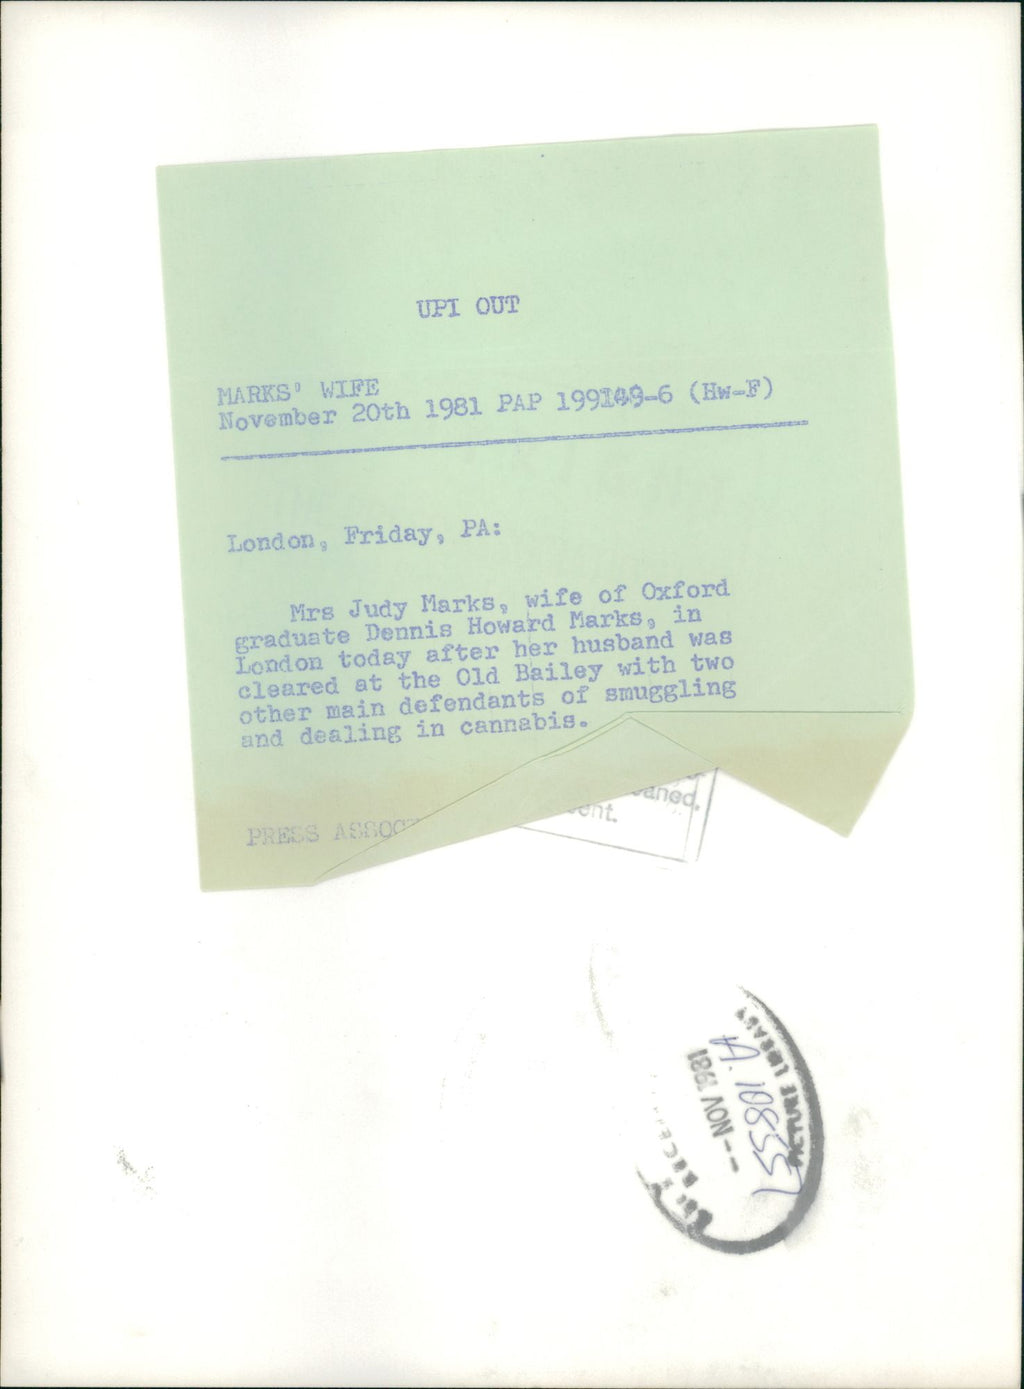 UPI OUT
MARKS' WIFE
November 20th 1981 PAP 199149-6 (Hw-F)
London, Friday, PA:
Mrs Judy Marks, wife of Oxford
graduate Dennis Howard Marks, in
London today after her husband was
cleared at the Old Bailey with two
other main defendants of smuggling
and dealing in cannabis.
PRESS ASSOC
PICTURE LIBRARY
A. 108557
-- NOV 1981